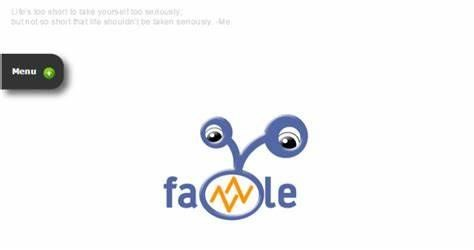 Life's too short to take yourself too seriously;
but not so short that life shouldn't be taken seriously. -Me
Menu
fa le